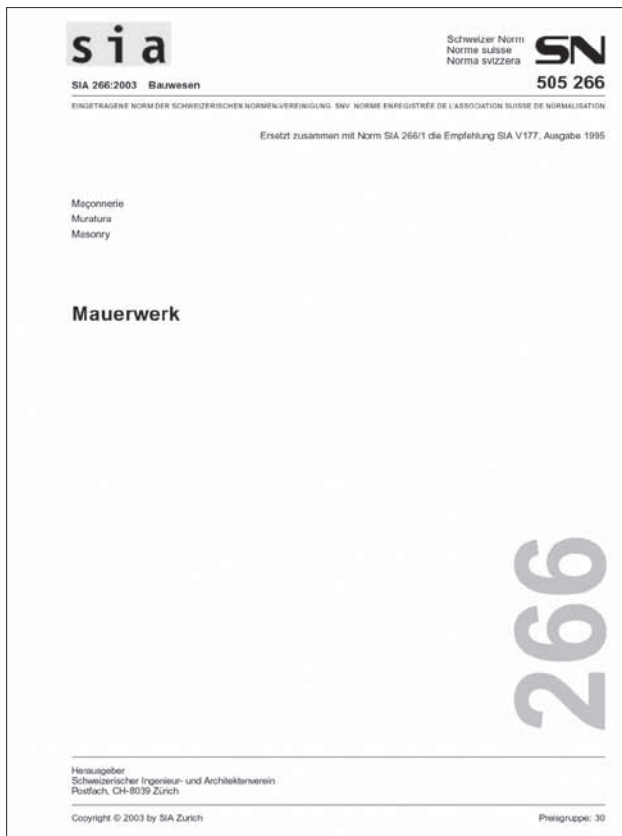 sia
Schweizer Norm
Norme suisse
Norma svizzera
SN
SIA 266:2003 Bauwesen
505 266
EINGETRAGENE NORM DER SCHWEIZERISCHEN NORMEN-VEREINIGUNG SNV NORME ENREGISTRÉE DE L'ASSOCIATION SUISSE DE NORMALISATION
Ersetzt zusammen mit Norm SIA 266/1 die Empfehlung SIA V177, Ausgabe 1995
Maçonnerie
Muratura
Masonry
Mauerwerk
266
Herausgeber
Schweizerischer Ingenieur- und Architektenverein
Postfach, CH-8039 Zürich
Copyright © 2003 by SIA Zurich
Preisgruppe: 30